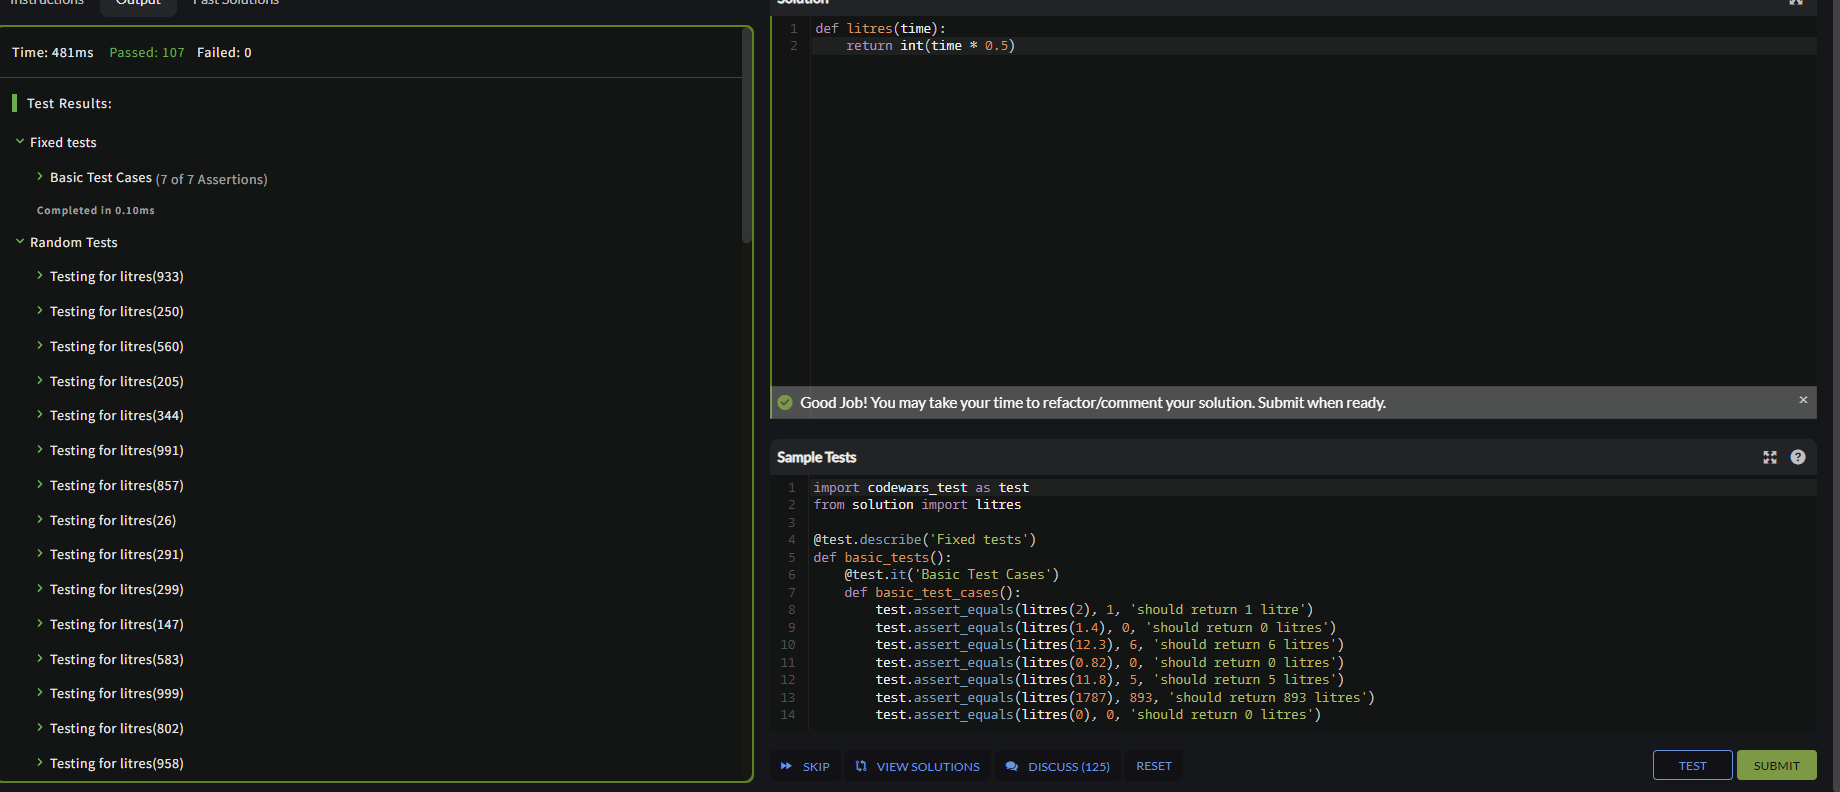 Instructions
Output
Past Solutions
Time: 481ms Passed: 107 Failed: 0
Test Results:
Fixed tests
Basic Test Cases (7 of 7 Assertions)
Completed in 0.10ms
Random Tests
Testing for litres(933)
Testing for litres(250)
Testing for litres(560)
Testing for litres(205)
Testing for litres(344)
Testing for litres(991)
Testing for litres(857)
Testing for litres(26)
Testing for litres(291)
Testing for litres(299)
Testing for litres(147)
Testing for litres(583)
Testing for litres(999)
Testing for litres(802)
Testing for litres(958)
Solution
1 def litres(time):
2     return int(time * 0.5)
Good Job! You may take your time to refactor/comment your solution. Submit when ready.
Sample Tests
1 import codewars_test as test
2 from solution import litres
3
4 @test.describe('Fixed tests')
5 def basic_tests():
6     @test.it('Basic Test Cases')
7     def basic_test_cases():
8         test.assert_equals(litres(2), 1, 'should return 1 litre')
9         test.assert_equals(litres(1.4), 0, 'should return 0 litres')
10         test.assert_equals(litres(12.3), 6, 'should return 6 litres')
11         test.assert_equals(litres(0.82), 0, 'should return 0 litres')
12         test.assert_equals(litres(11.8), 5, 'should return 5 litres')
13         test.assert_equals(litres(1787), 893, 'should return 893 litres')
14         test.assert_equals(litres(0), 0, 'should return 0 litres')
SKIP
VIEW SOLUTIONS
DISCUSS (125)
RESET
TEST
SUBMIT